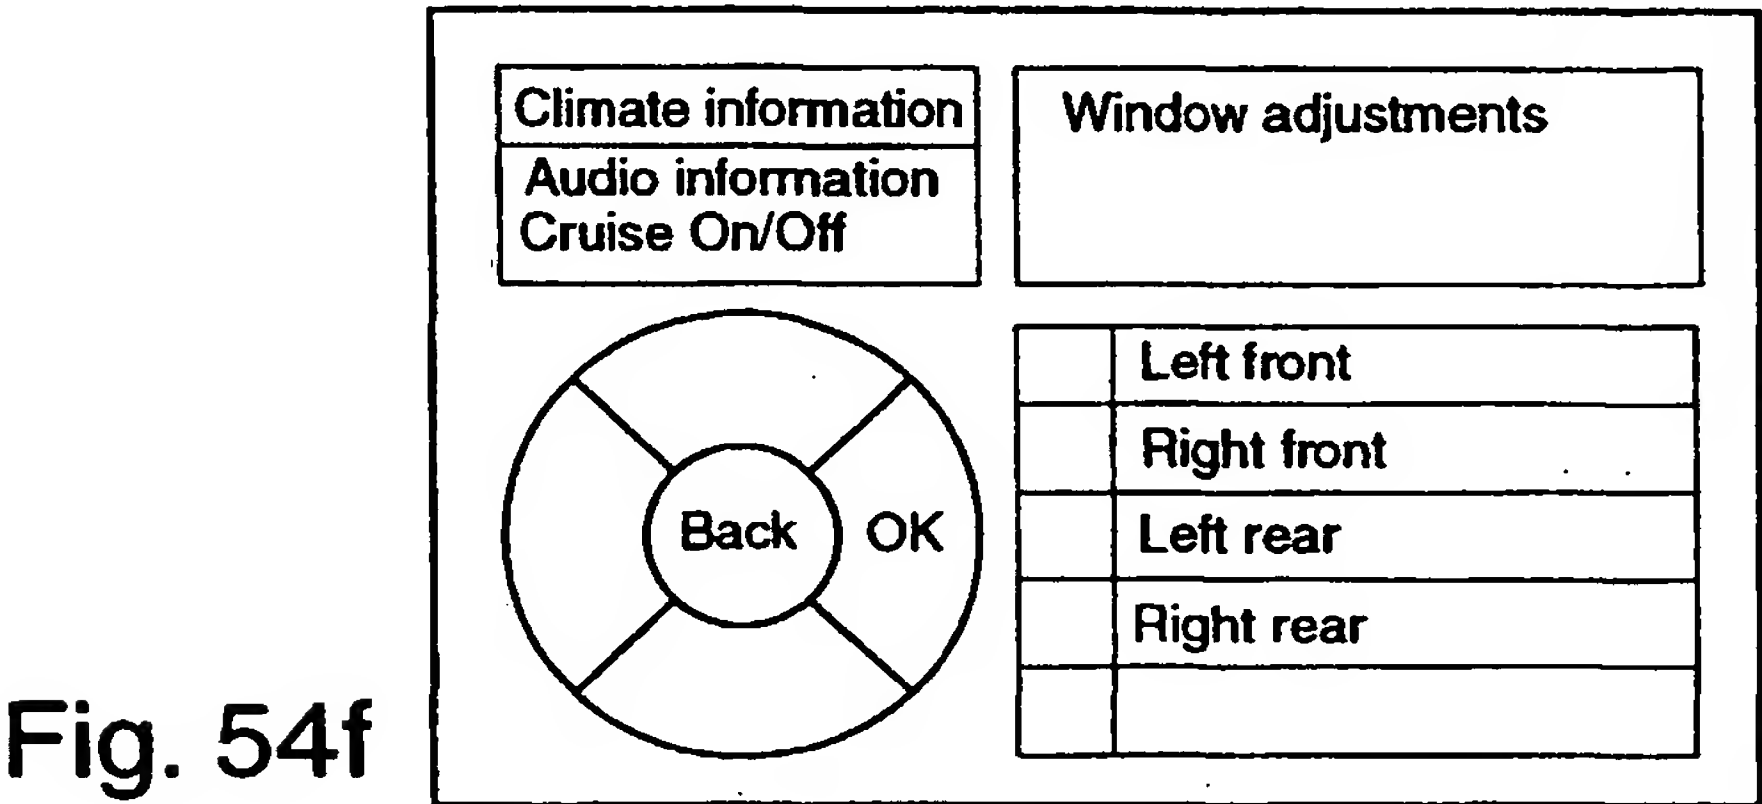 Climate information
Audio information
Cruise On/Off
Window adjustments
Back
OK
Left front
Right front
Left rear
Right rear
Fig. 54f